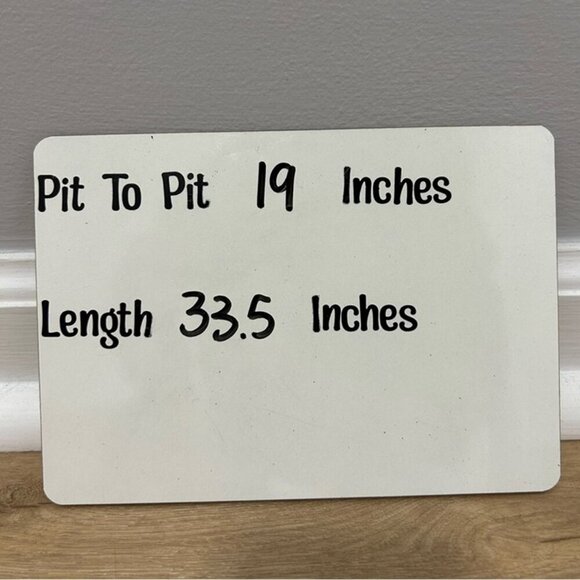 Pit To Pit 19 Inches
Length 33.5 Inches